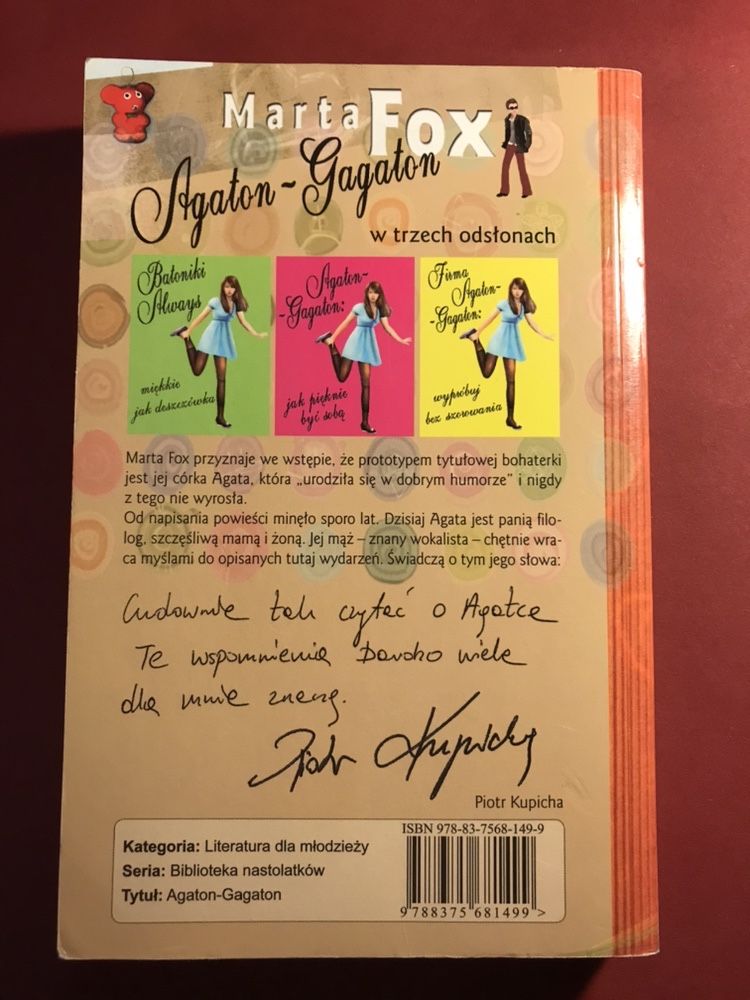 Marta Fox
Agaton-Gagaton
w trzech odsłonach
Batoniki
Always
miękkie
jak deszczówka
Agaton-
-Gagaton:
jak pięknie
być sobą
Firma
Agaton-
-Gagaton:
wypróbuj
bez szorowania
Marta Fox przyznaje we wstępie, że prototypem tytułowej bohaterki
jest jej córka Agata, która „urodziła się w dobrym humorze" i nigdy
z tego nie wyrosła.
Od napisania powieści minęło sporo lat. Dzisiaj Agata jest panią filo-
log, szczęśliwą mamą i żoną. Jej mąż – znany wokalista – chętnie wra-
ca myślami do opisanych tutaj wydarzeń. Świadczą o tym jego słowa:
Cudownie tak czytać o Agatce
Te wspomnienia bardzo wiele
dla mnie znaczą.
Piotr Kupicha
Piotr Kupicha
Kategoria: Literatura dla młodzieży
Seria: Biblioteka nastolatków
Tytuł: Agaton-Gagaton
ISBN 978-83-7568-149-9
9788375681499 >